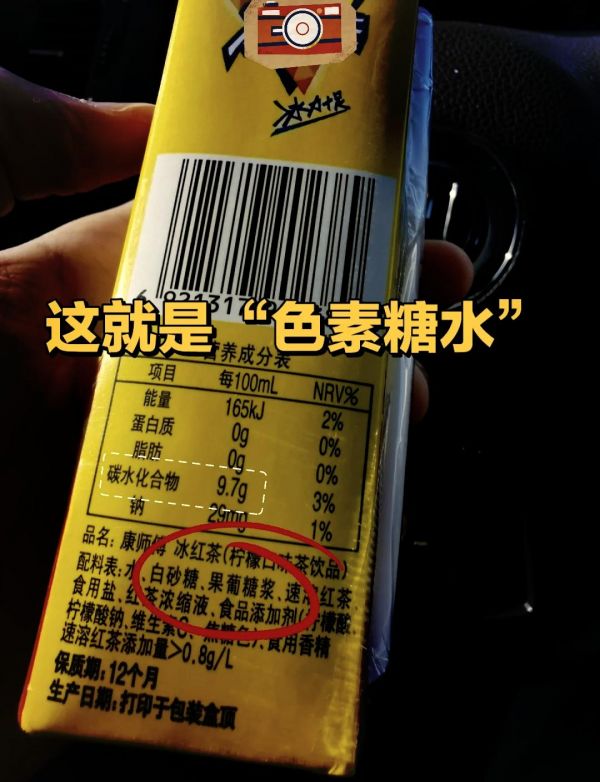 冰力十足
这就是“色素糖水”
营养成分表
项目 每100mL NRV%
能量 165kJ 2%
蛋白质 0g 0%
脂肪 0g 0%
碳水化合物 9.7g 3%
钠 29mg 1%
品名: 康师傅 冰红茶(柠檬口味茶饮品)
配料表:水、白砂糖、果葡糖浆、速溶红茶、
食用盐、红茶浓缩液、食品添加剂(柠檬酸、
柠檬酸钠、维生素C、焦糖色)、食用香精
速溶红茶添加量>0.8g/L
保质期:12个月
生产日期:打印于包装盒顶